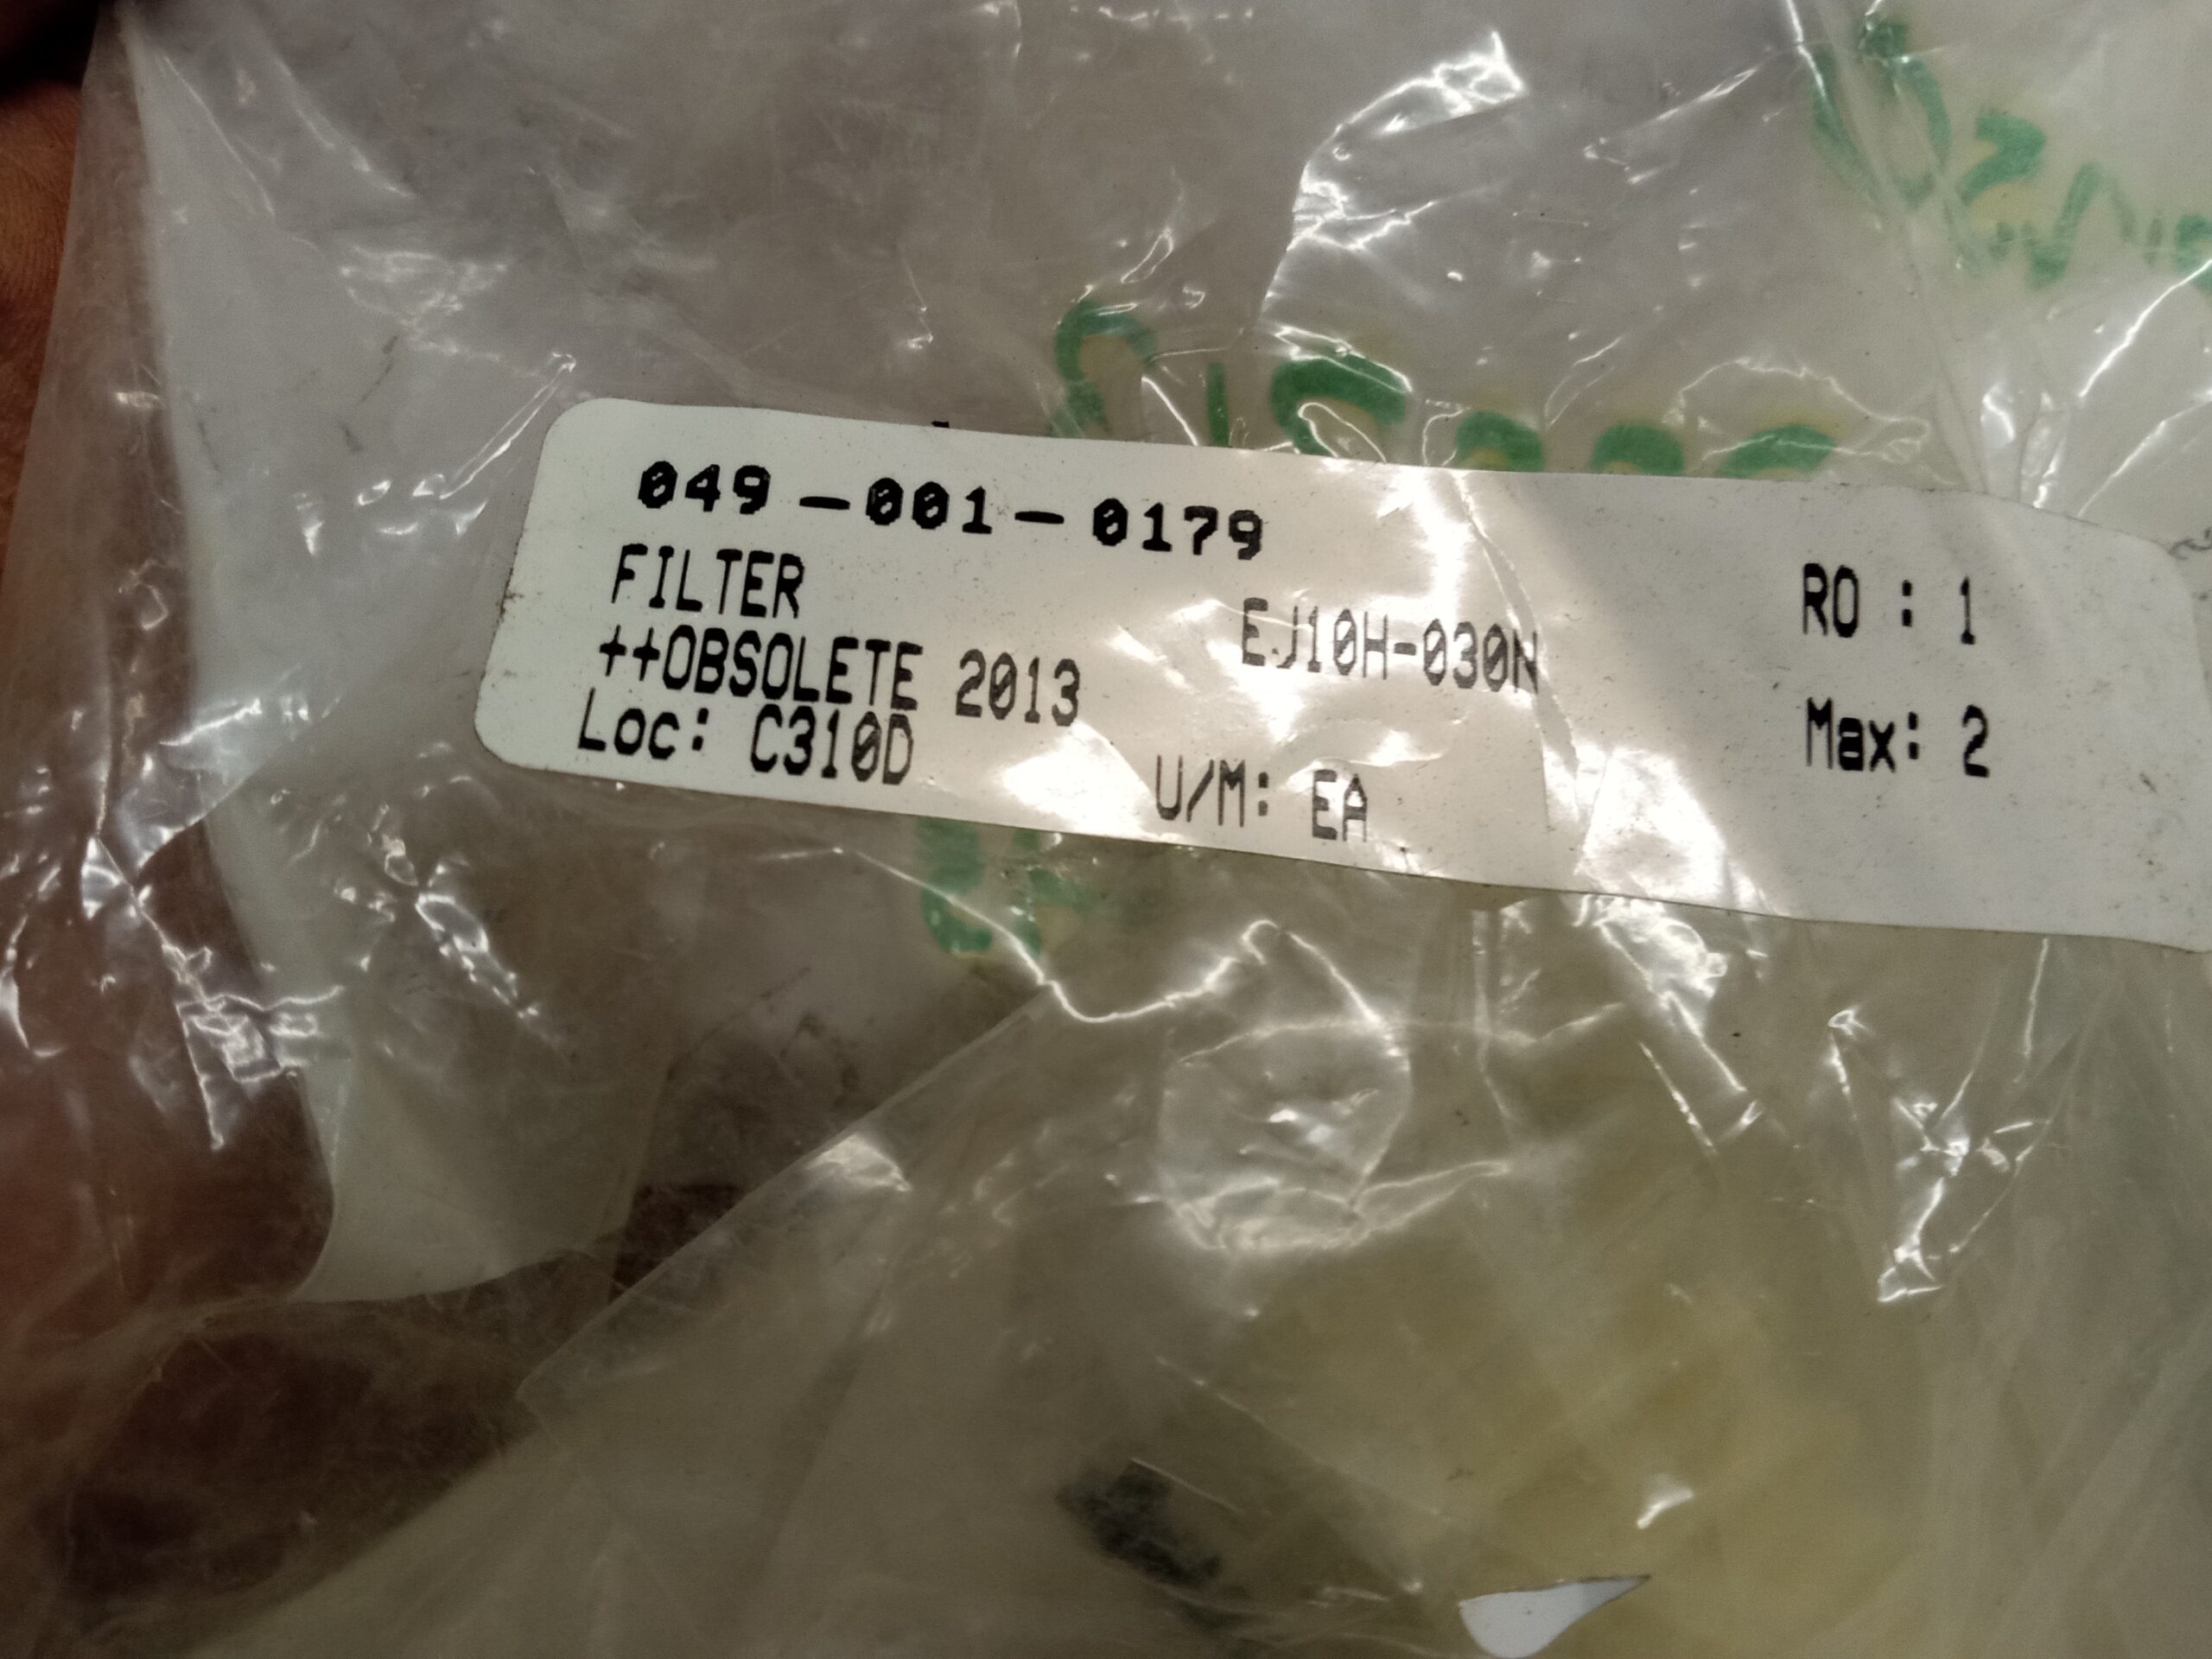 049-001-0179
FILTER
EJ10H-030N
RO : 1
++OBSOLETE 2013
Max: 2
Loc: C310D
U/M: EA